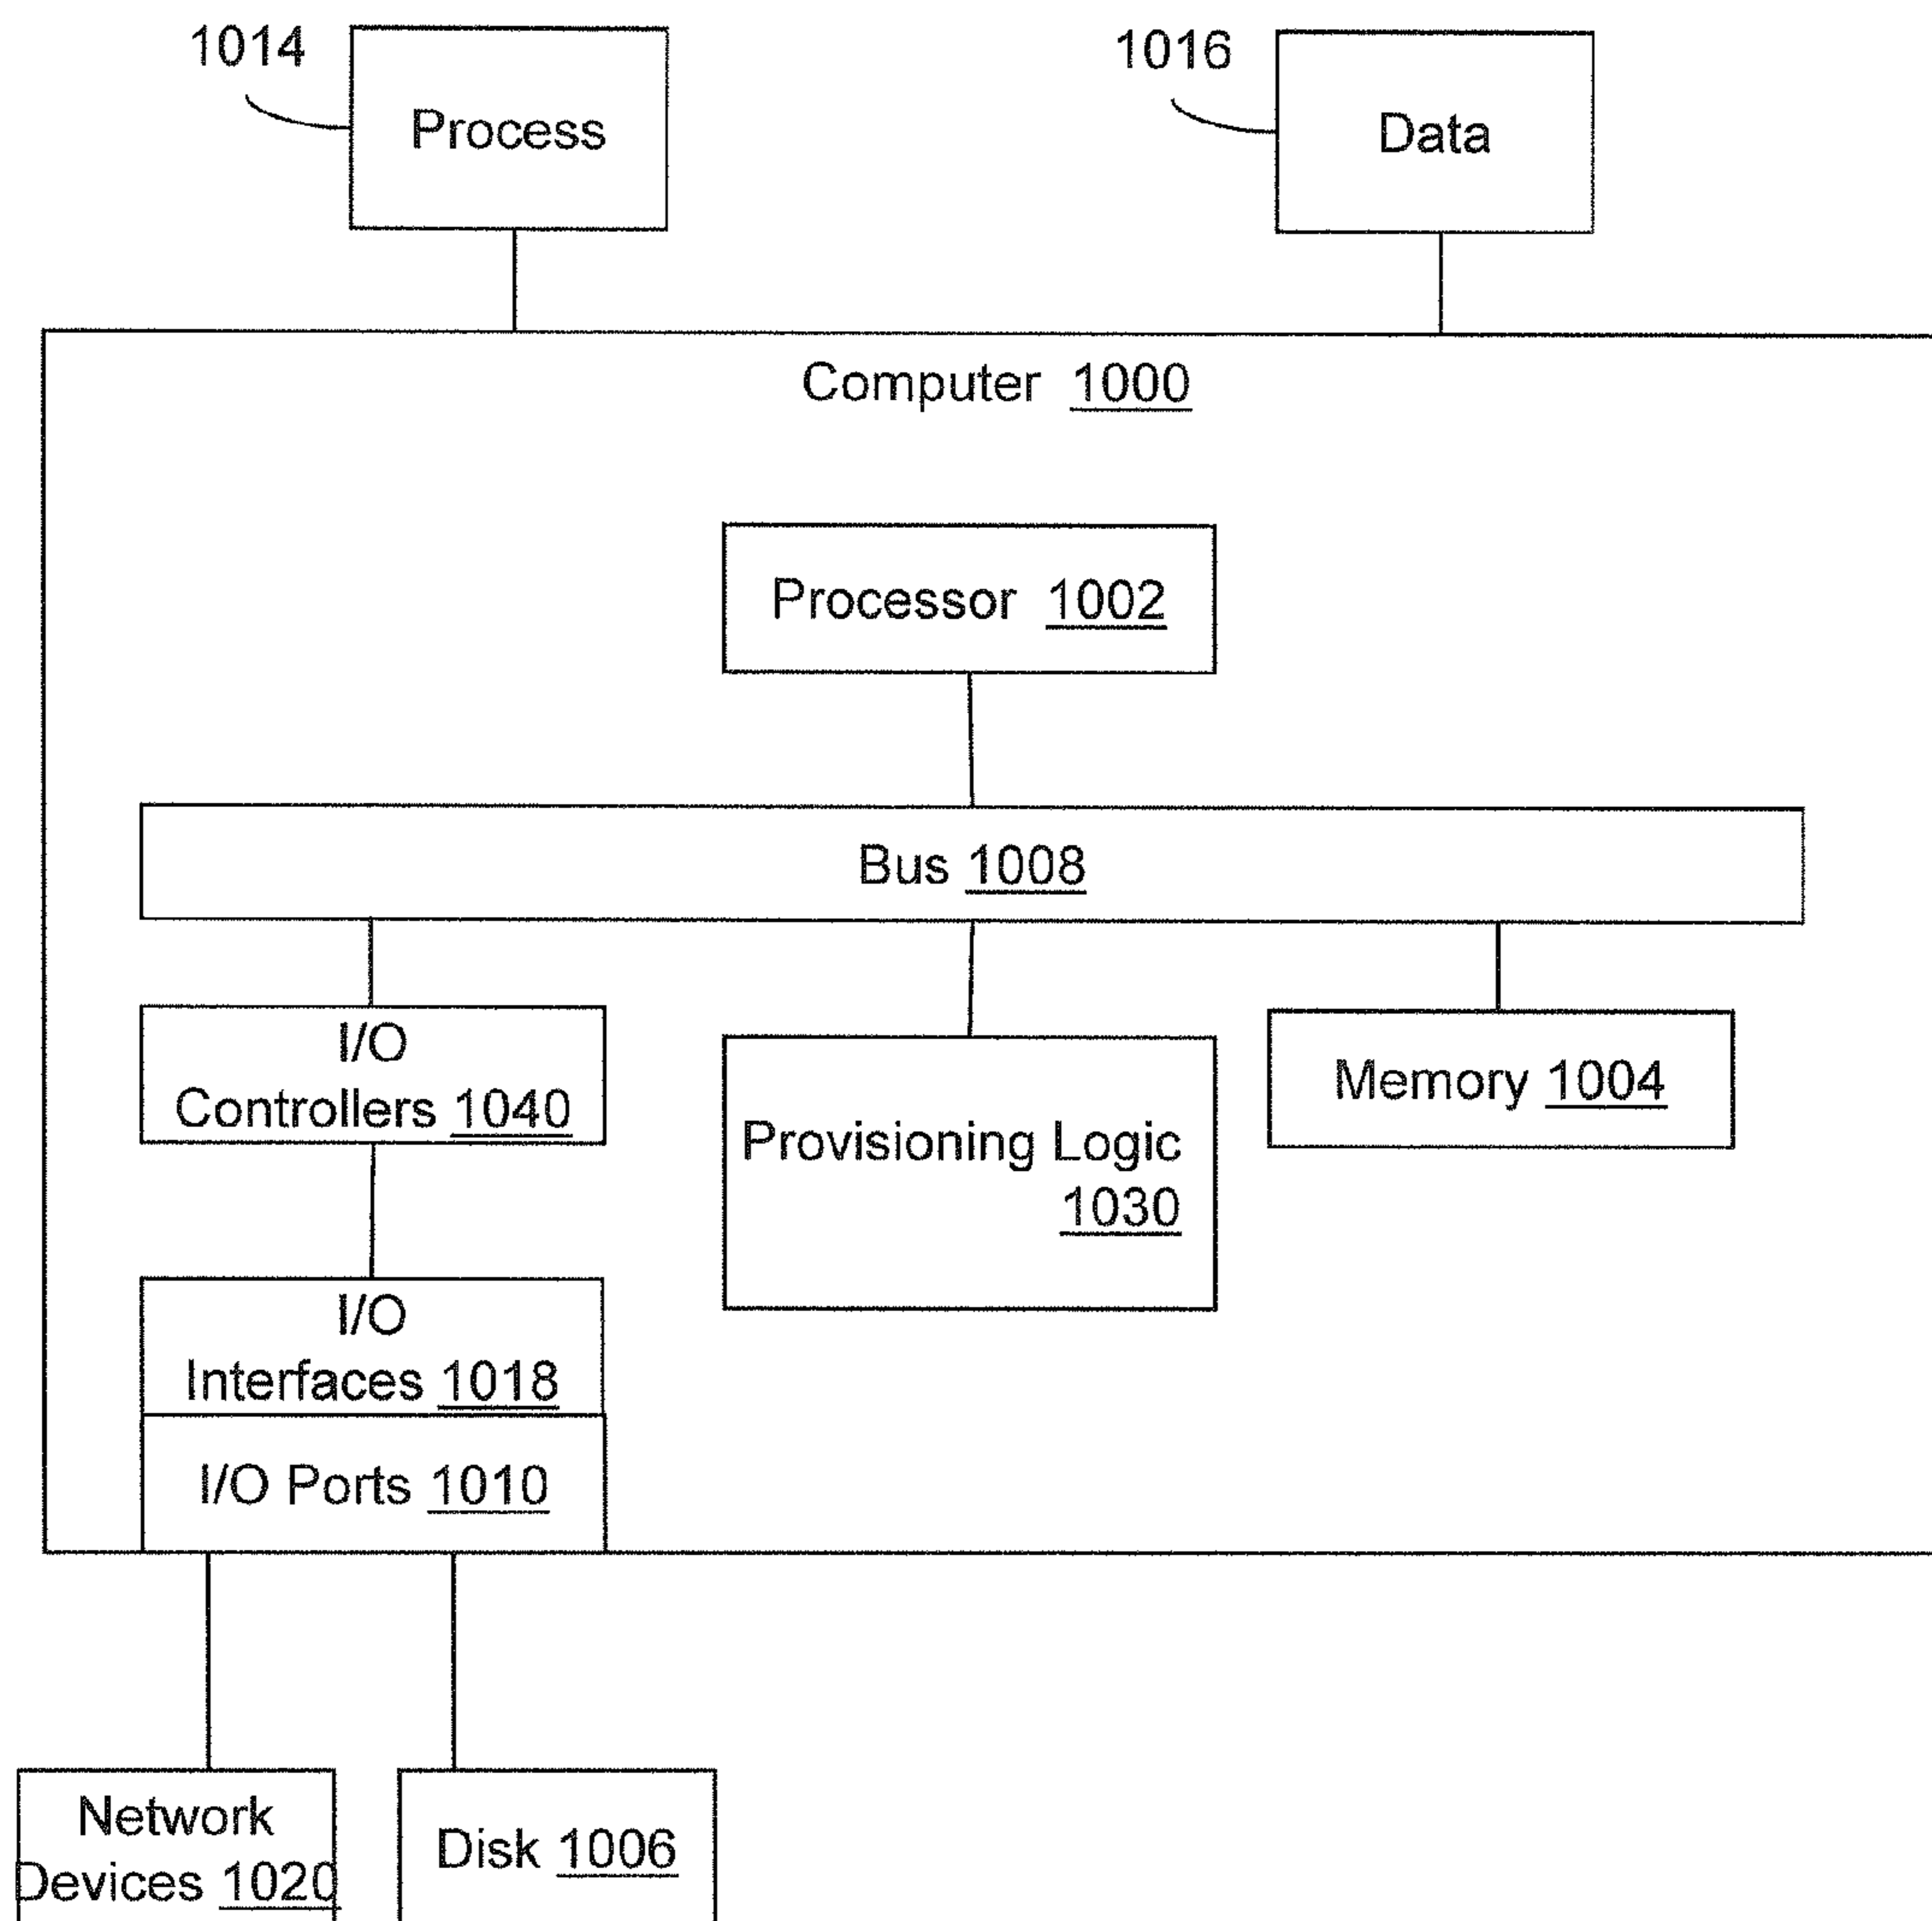 1014
Process
1016
Data
Computer 1000
Processor 1002
Bus 1008
I/O
Controllers 1040
Provisioning Logic
1030
Memory 1004
I/O
Interfaces 1018
I/O Ports 1010
Network
Devices 1020
Disk 1006